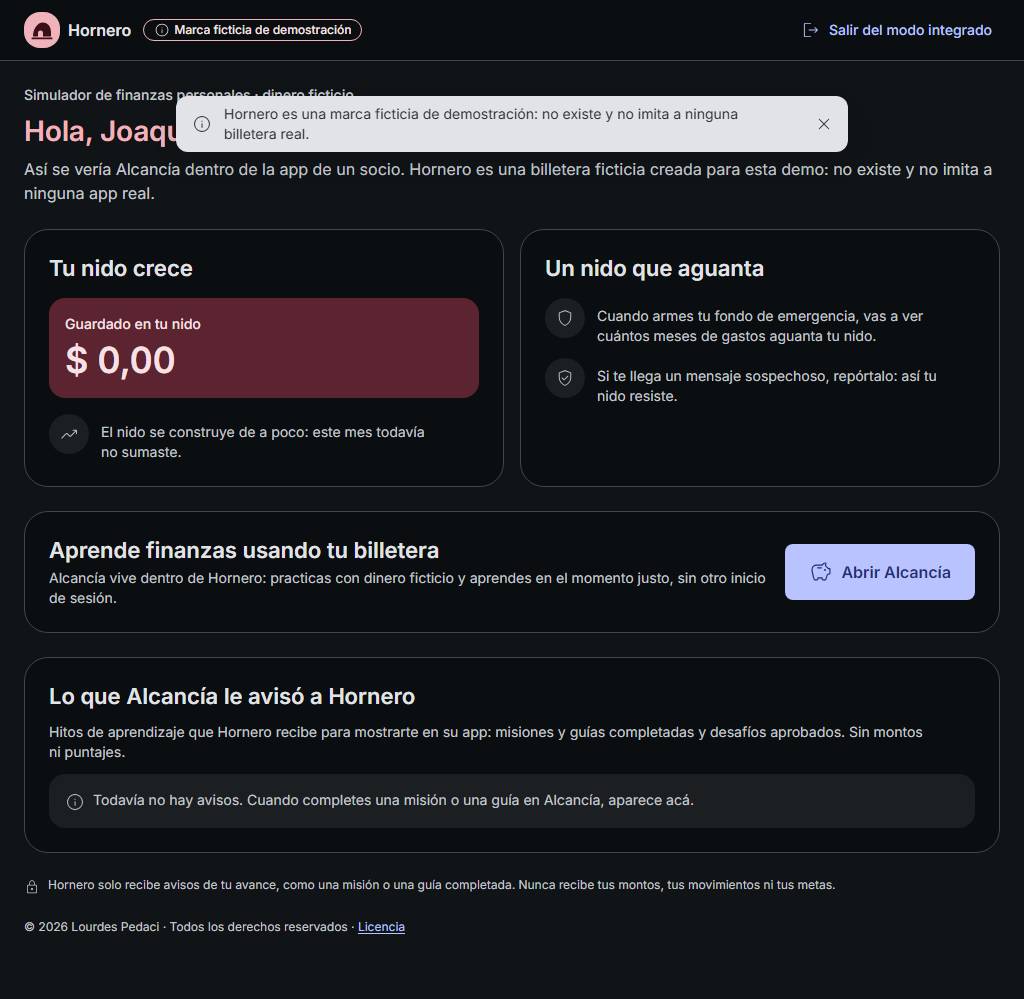 Hornero
Marca ficticia de demostración
Salir del modo integrado
Simulador de finanzas personales · dinero ficticio
Hornero es una marca ficticia de demostración: no existe y no imita a ninguna
billetera real.
Hola, Joaqu
Así se vería Alcancía dentro de la app de un socio. Hornero es una billetera ficticia creada para esta demo: no existe y no imita a
ninguna app real.
Tu nido crece
Guardado en tu nido
$ 0,00
El nido se construye de a poco: este mes todavía
no sumaste.
Un nido que aguanta
Cuando armes tu fondo de emergencia, vas a ver
cuántos meses de gastos aguanta tu nido.
Si te llega un mensaje sospechoso, repórtalo: así tu
nido resiste.
Aprende finanzas usando tu billetera
Alcancía vive dentro de Hornero: practicas con dinero ficticio y aprendes en el momento justo, sin otro inicio
de sesión.
Abrir Alcancía
Lo que Alcancía le avisó a Hornero
Hitos de aprendizaje que Hornero recibe para mostrarte en su app: misiones y guías completadas y desafíos aprobados. Sin montos
ni puntajes.
Todavía no hay avisos. Cuando completes una misión o una guía en Alcancía, aparece acá.
Hornero solo recibe avisos de tu avance, como una misión o una guía completada. Nunca recibe tus montos, tus movimientos ni tus metas.
© 2026 Lourdes Pedaci · Todos los derechos reservados · Licencia